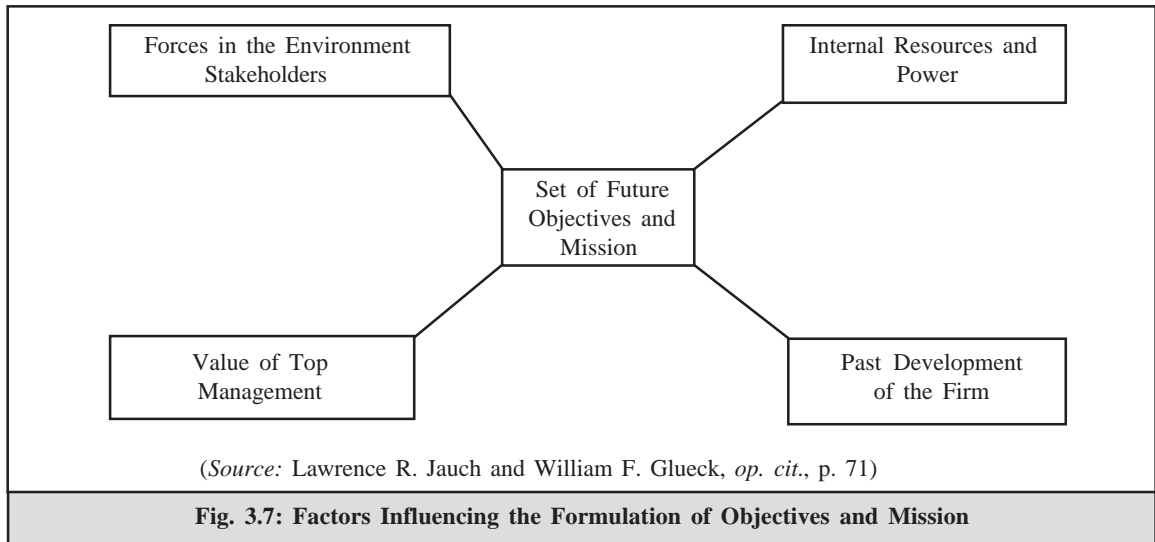 Forces in the Environment
Stakeholders
Internal Resources and
Power
Set of Future
Objectives and
Mission
Value of Top
Management
Past Development
of the Firm
(Source: Lawrence R. Jauch and William F. Glueck, op. cit., p. 71)
Fig. 3.7: Factors Influencing the Formulation of Objectives and Mission